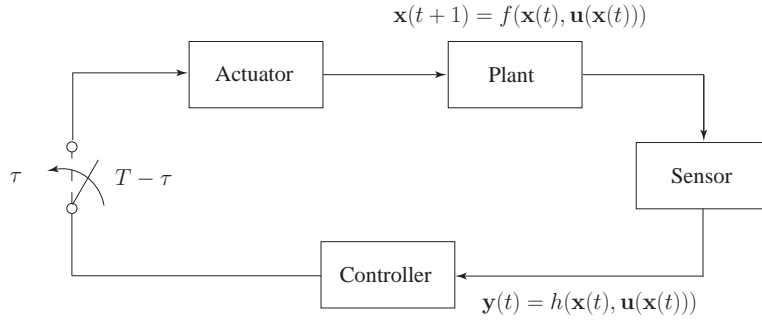 𝐱(t + 1) = f(𝐱(t), 𝐮(𝐱(t)))
Actuator
Plant
τ
T − τ
Sensor
Controller
𝐲(t) = h(𝐱(t), 𝐮(𝐱(t)))